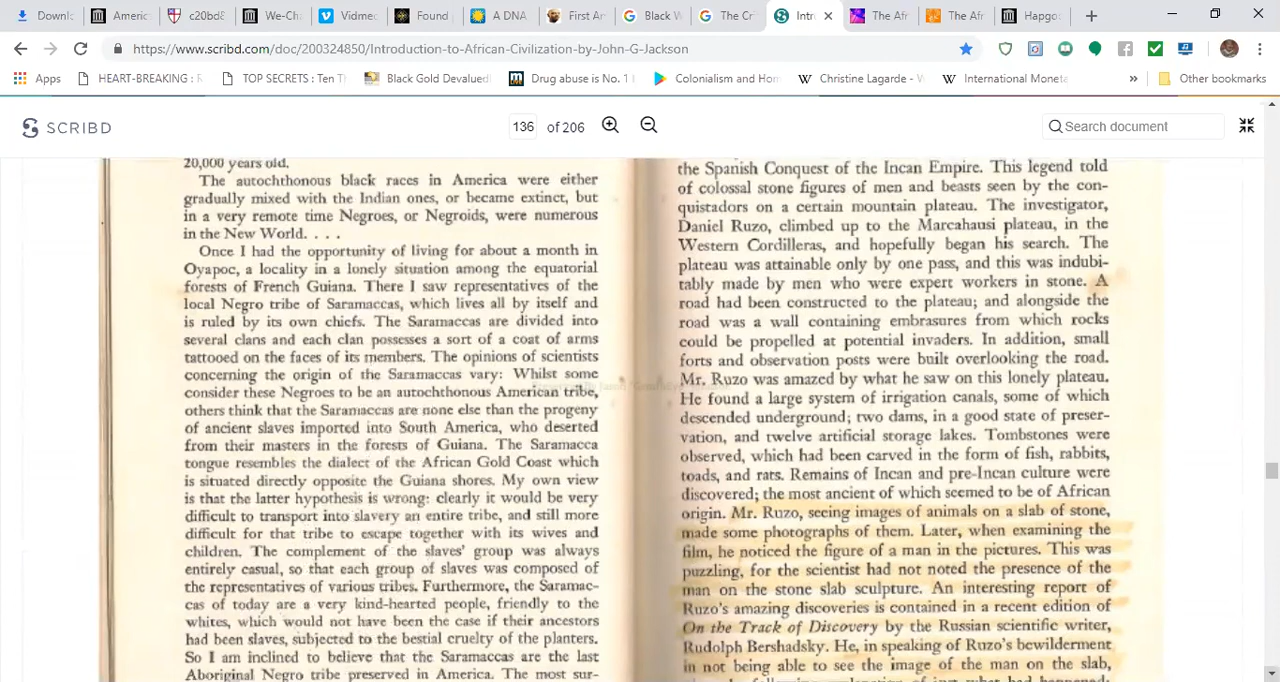 Downlo
Americ
c20bd8
We-Cha
Vidmec
Found
A DNA
First Am
Black W
The Cri
Intr
The Afr
The Afr
Hapgo
https://www.scribd.com/doc/200324850/Introduction-to-African-Civilization-by-John-G-Jackson
Apps HEART-BREAKING : R TOP SECRETS : Ten Th Black Gold Devalued Drug abuse is No. 1 Colonialism and Hom Christine Lagarde - W International Moneta » Other bookmarks
SCRIBD 136 of 206 Search document
20,000 years old.
The autochthonous black races in America were either
gradually mixed with the Indian ones, or became extinct, but
in a very remote time Negroes, or Negroids, were numerous
in the New World. . . .
Once I had the opportunity of living for about a month in
Oyapoc, a locality in a lonely situation among the equatorial
forests of French Guiana. There I saw representatives of the
local Negro tribe of Saramaccas, which lives all by itself and
is ruled by its own chiefs. The Saramaccas are divided into
several clans and each clan possesses a sort of a coat of arms
tattooed on the faces of its members. The opinions of scientists
concerning the origin of the Saramaccas vary: Whilst some
consider these Negroes to be an autochthonous American tribe,
others think that the Saramaccas are none else than the progeny
of ancient slaves imported into South America, who deserted
from their masters in the forests of Guiana. The Saramacca
tongue resembles the dialect of the African Gold Coast which
is situated directly opposite the Guiana shores. My own view
is that the latter hypothesis is wrong: clearly it would be very
difficult to transport into slavery an entire tribe, and still more
difficult for that tribe to escape together with its wives and
children. The complement of the slaves' group was always
entirely casual, so that each group of slaves was composed of
the representatives of various tribes. Furthermore, the Saramac-
cas of today are a very kind-hearted people, friendly to the
whites, which would not have been the case if their ancestors
had been slaves, subjected to the bestial cruelty of the planters.
So I am inclined to believe that the Saramaccas are the last
Aboriginal Negro tribe preserved in America. The most sur-
the Spanish Conquest of the Incan Empire. This legend told
of colossal stone figures of men and beasts seen by the con-
quistadors on a certain mountain plateau. The investigator,
Daniel Ruzo, climbed up to the Marcahausi plateau, in the
Western Cordilleras, and hopefully began his search. The
plateau was attainable only by one pass, and this was indubi-
tably made by men who were expert workers in stone. A
road had been constructed to the plateau; and alongside the
road was a wall containing embrasures from which rocks
could be propelled at potential invaders. In addition, small
forts and observation posts were built overlooking the road.
Mr. Ruzo was amazed by what he saw on this lonely plateau.
He found a large system of irrigation canals, some of which
descended underground; two dams, in a good state of preser-
vation, and twelve artificial storage lakes. Tombstones were
observed, which had been carved in the form of fish, rabbits,
toads, and rats. Remains of Incan and pre-Incan culture were
discovered; the most ancient of which seemed to be of African
origin. Mr. Ruzo, seeing images of animals on a slab of stone,
made some photographs of them. Later, when examining the
film, he noticed the figure of a man in the pictures. This was
puzzling, for the scientist had not noted the presence of the
man on the stone slab sculpture. An interesting report of
Ruzo's amazing discoveries is contained in a recent edition of
On the Track of Discovery by the Russian scientific writer,
Rudolph Bershadsky. He, in speaking of Ruzo's bewilderment
in not being able to see the image of the man on the slab,